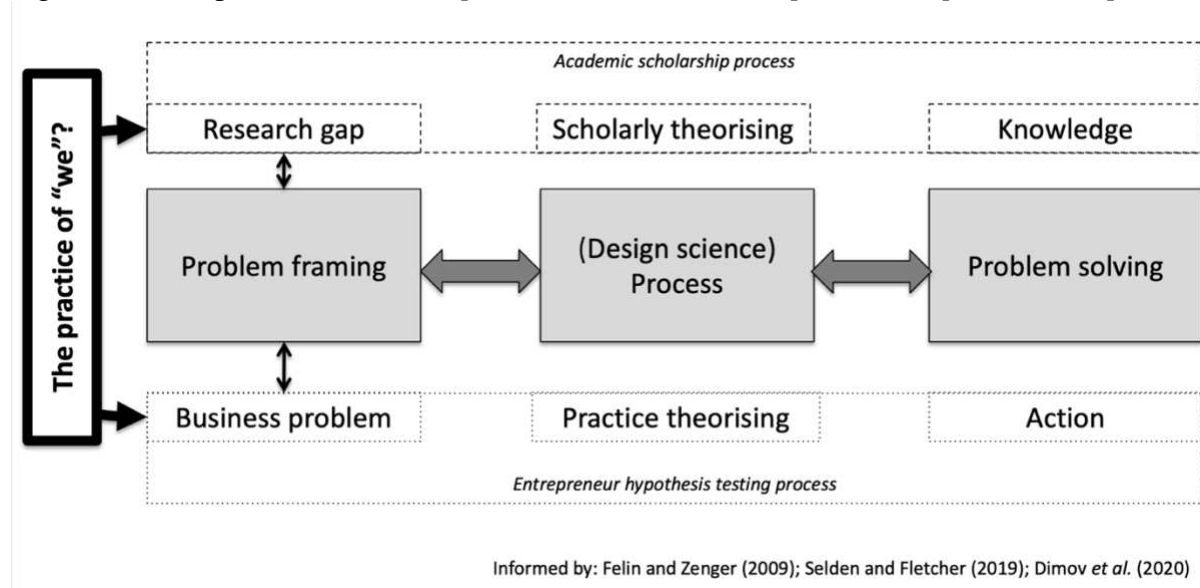 Academic scholarship process
The practice of "we"?
Research gap
Scholarly theorising
Knowledge
Problem framing
(Design science)
Process
Problem solving
Business problem
Practice theorising
Action
Entrepreneur hypothesis testing process
Informed by: Felin and Zenger (2009); Selden and Fletcher (2019); Dimov et al. (2020)